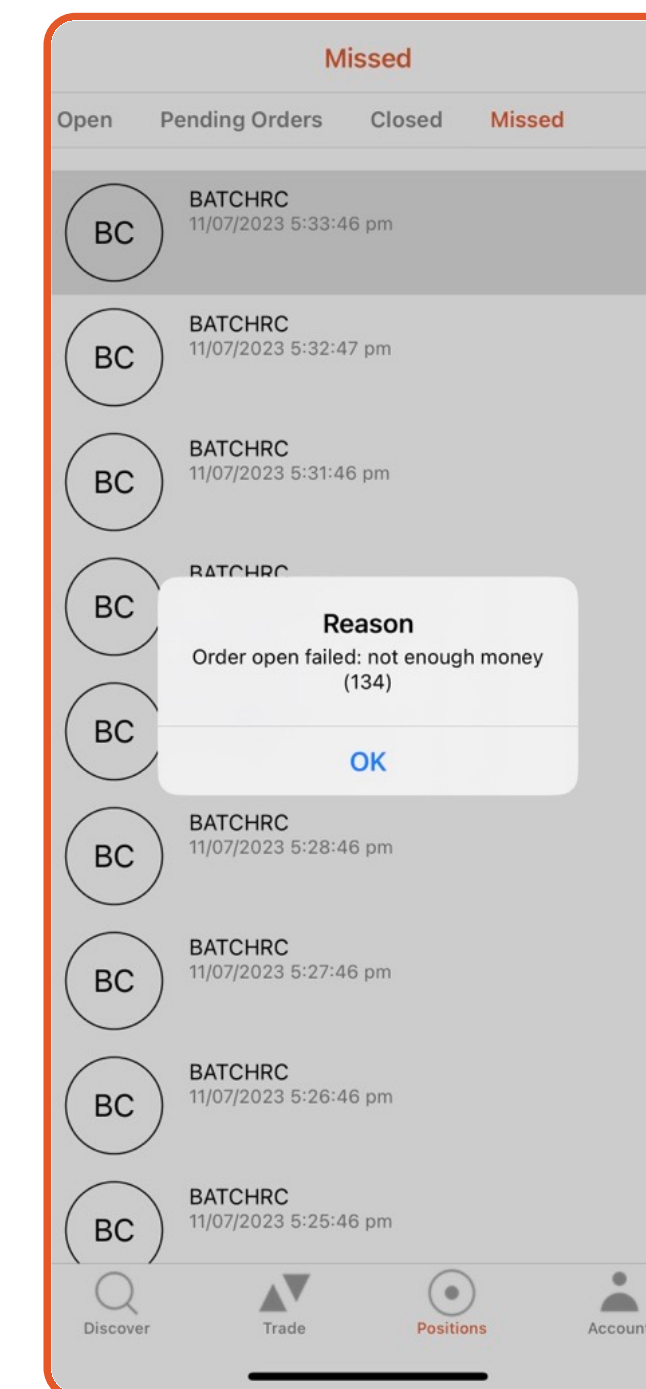 Missed
Open Pending Orders Closed Missed
BC
BATCHRC
11/07/2023 5:33:46 pm
BC
BATCHRC
11/07/2023 5:32:47 pm
BC
BATCHRC
11/07/2023 5:31:46 pm
BC
BATCHRC
Reason
Order open failed: not enough money
(134)
OK
BC
BC
BATCHRC
11/07/2023 5:28:46 pm
BC
BATCHRC
11/07/2023 5:27:46 pm
BC
BATCHRC
11/07/2023 5:26:46 pm
BC
BATCHRC
11/07/2023 5:25:46 pm
Discover Trade Positions Account